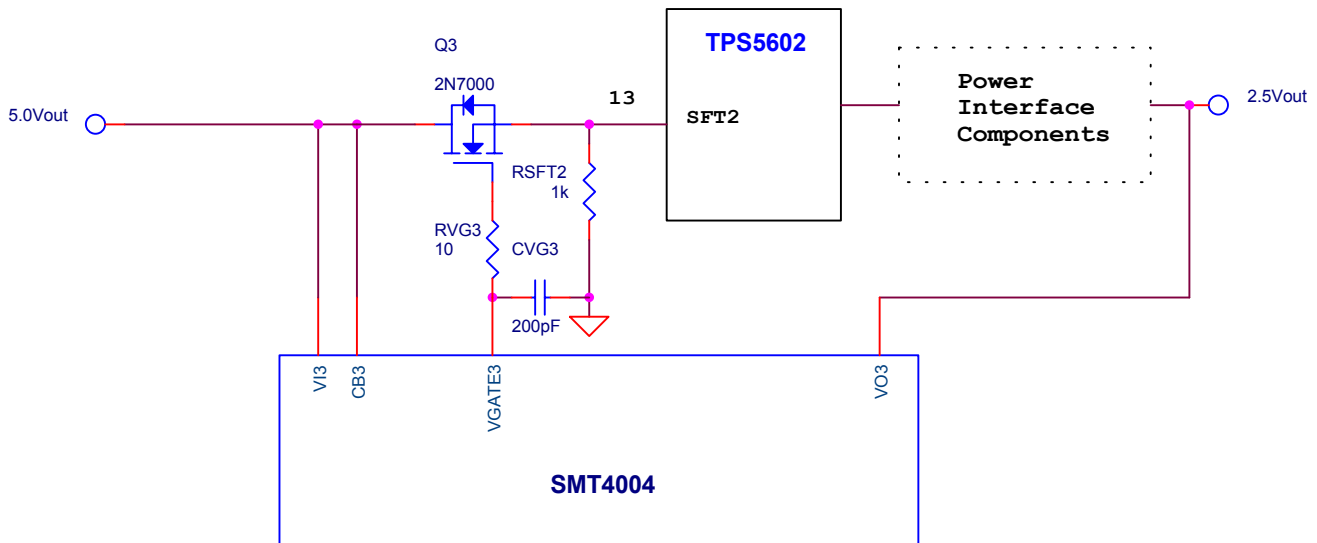 TPS5602
Q3
2N7000
Power
Interface
Components
5.0Vout
13
SFT2
2.5Vout
RSFT2
1k
RVG3
10
CVG3
200pF
VI3
CB3
VGATE3
VO3
SMT4004